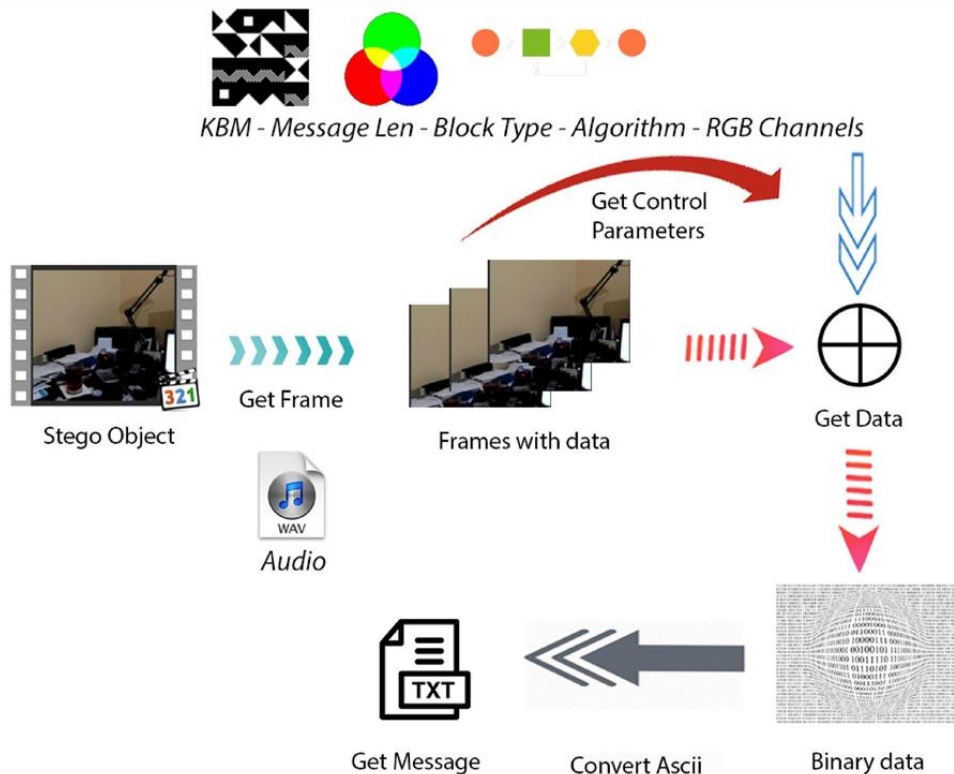 KBM - Message Len - Block Type - Algorithm - RGB Channels
Get Control
Parameters
321
Get Frame
Stego Object
Frames with data
Get Data
WAV
Audio
TXT
Get Message
Convert Ascii
Binary data